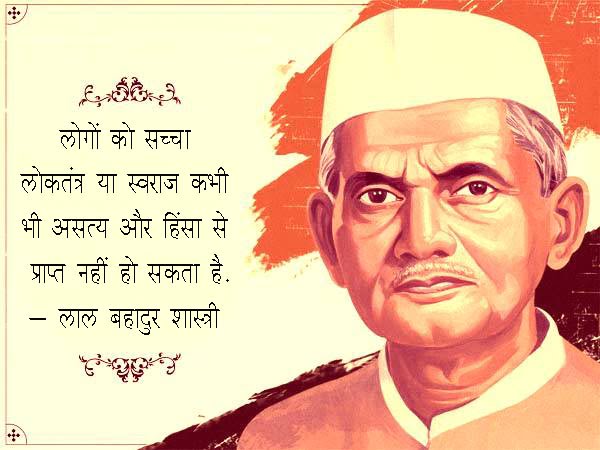 लोगों को सच्चा
लोकतंत्र या स्वराज कभी
भी असत्य और हिंसा से
प्राप्त नहीं हो सकता है.
– लाल बहादुर शास्त्री